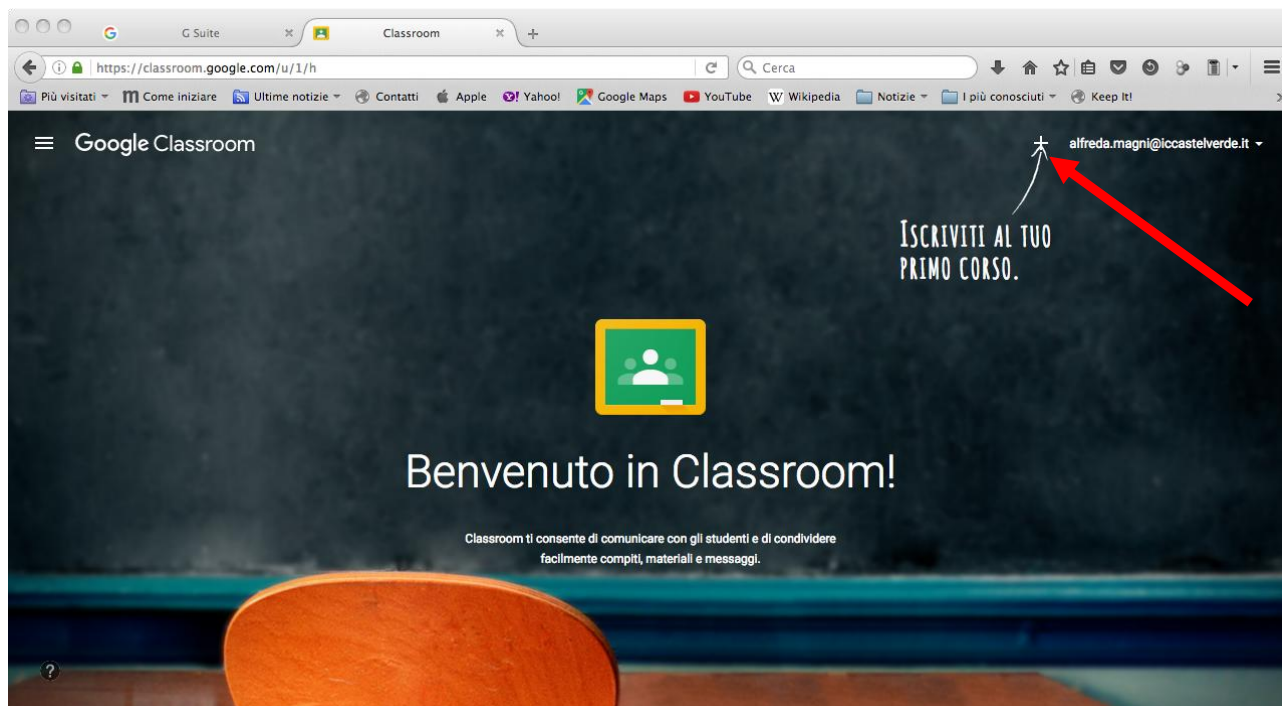 G Suite
Classroom
https://classroom.google.com/u/1/h
Cerca
Più visitati
Come iniziare
Ultime notizie
Contatti
Apple
Yahoo!
Google Maps
YouTube
W Wikipedia
Notizie
I più conosciuti
Keep It!
Google Classroom
alfreda.magni@iccastelverde.it
Iscriviti al tuo
primo corso.
Benvenuto in Classroom!
Classroom ti consente di comunicare con gli studenti e di condividere
facilmente compiti, materiali e messaggi.
?